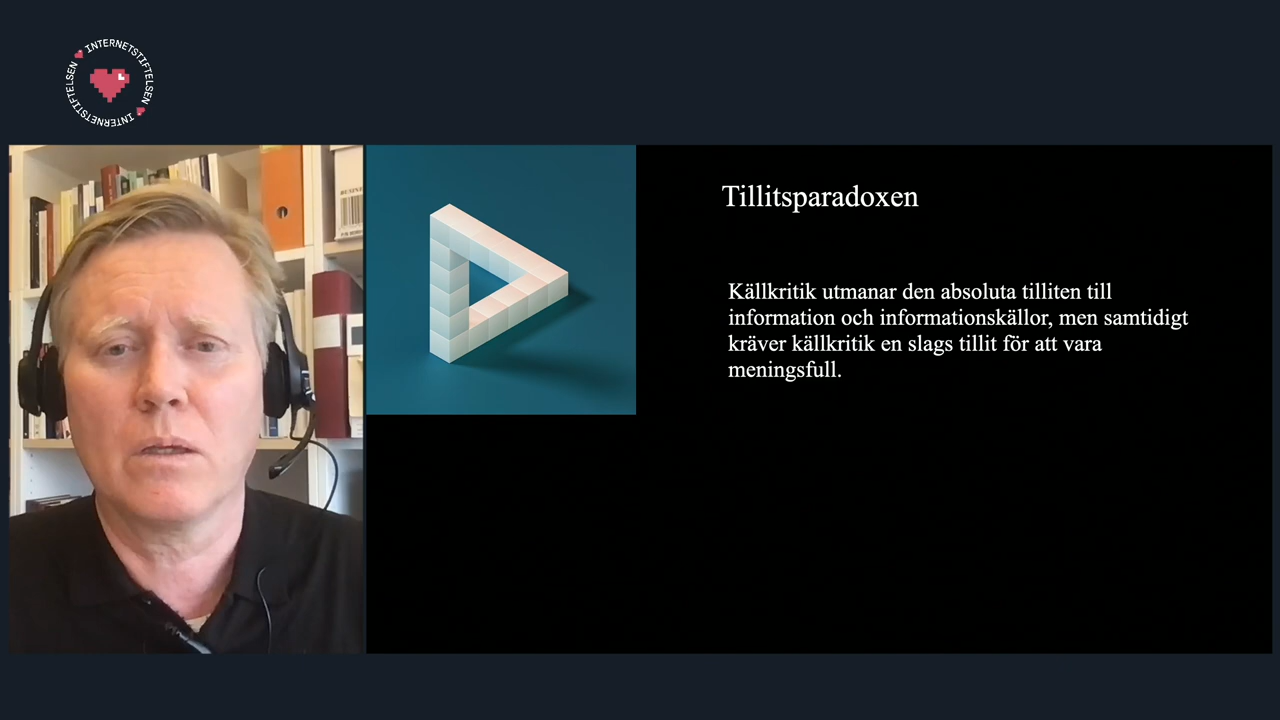 INTERNETSTIFTELSEN
INTERNETSTIFTELSEN
Tillitsparadoxen
Källkritik utmanar den absoluta tilliten till
information och informationskällor, men samtidigt
kräver källkritik en slags tillit för att vara
meningsfull.